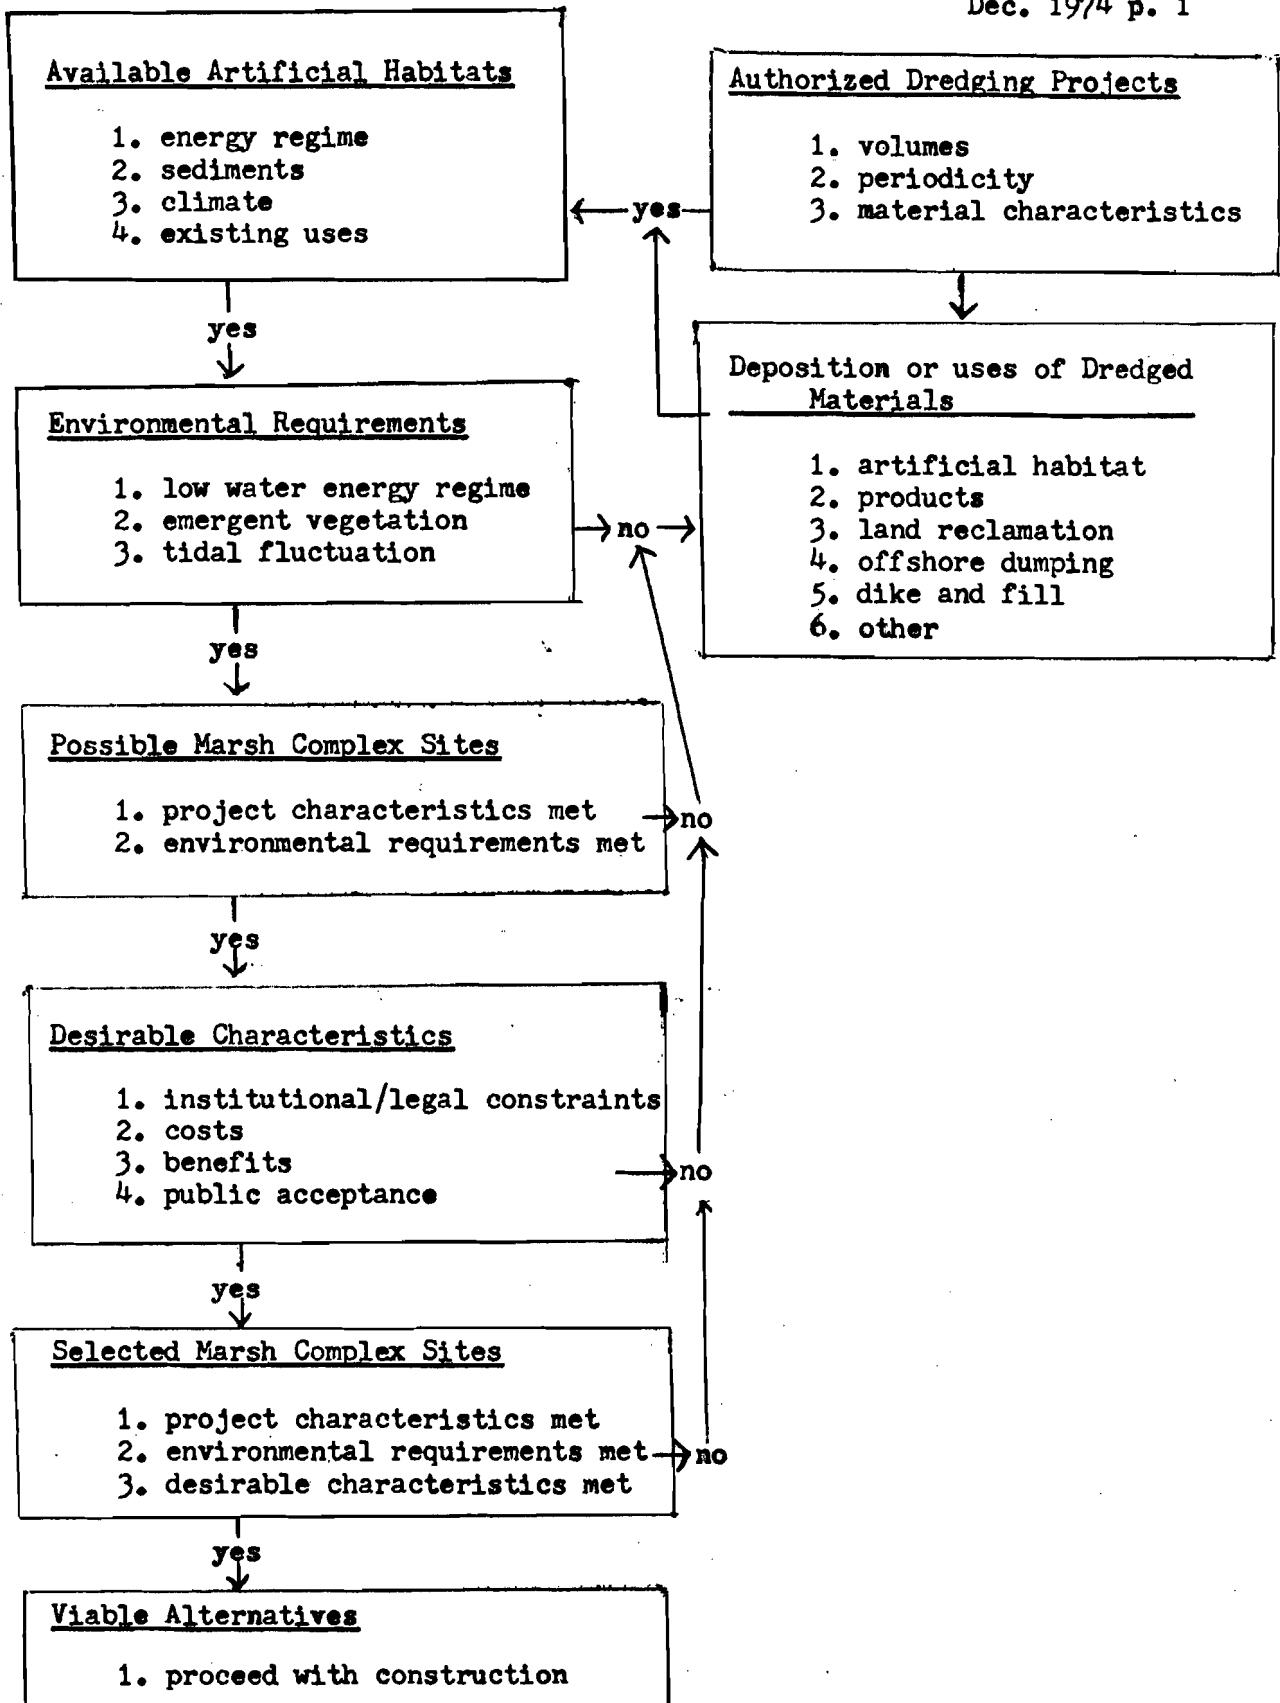 Dec. 1974 p. 1
Available Artificial Habitats
1. energy regime
2. sediments
3. climate
4. existing uses
yes
Authorized Dredging Projects
1. volumes
2. periodicity
3. material characteristics
yes
Deposition or uses of Dredged
Materials
1. artificial habitat
2. products
3. land reclamation
4. offshore dumping
5. dike and fill
6. other
Environmental Requirements
1. low water energy regime
2. emergent vegetation
3. tidal fluctuation
no
yes
Possible Marsh Complex Sites
1. project characteristics met
2. environmental requirements met
no
yes
Desirable Characteristics
1. institutional/legal constraints
2. costs
3. benefits
4. public acceptance
no
yes
Selected Marsh Complex Sites
1. project characteristics met
2. environmental requirements met
3. desirable characteristics met
no
yes
Viable Alternatives
1. proceed with construction